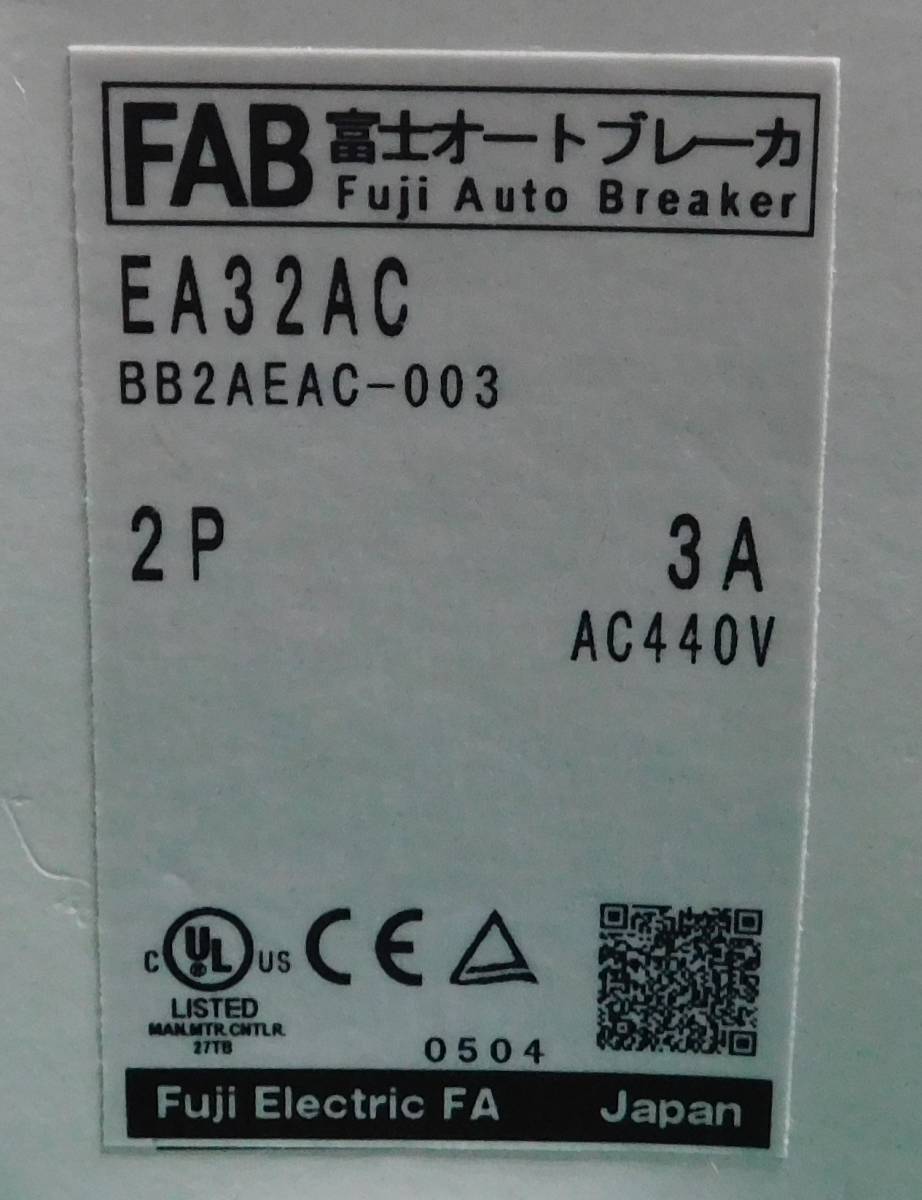 FAB 富士オートブレーカ
Fuji Auto Breaker
EA32AC
BB2AEAC-003
2P 3A
AC440V
C UL US CE
LISTED
MAN.MTR.CNTLR.
27TB
0504
Fuji Electric FA Japan